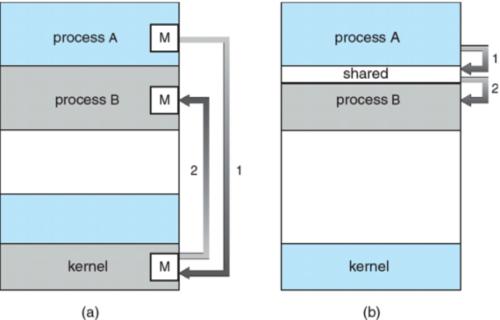 process A M
process B M
2 1
kernel M
(a)
process A
1
shared
2
process B
kernel
(b)